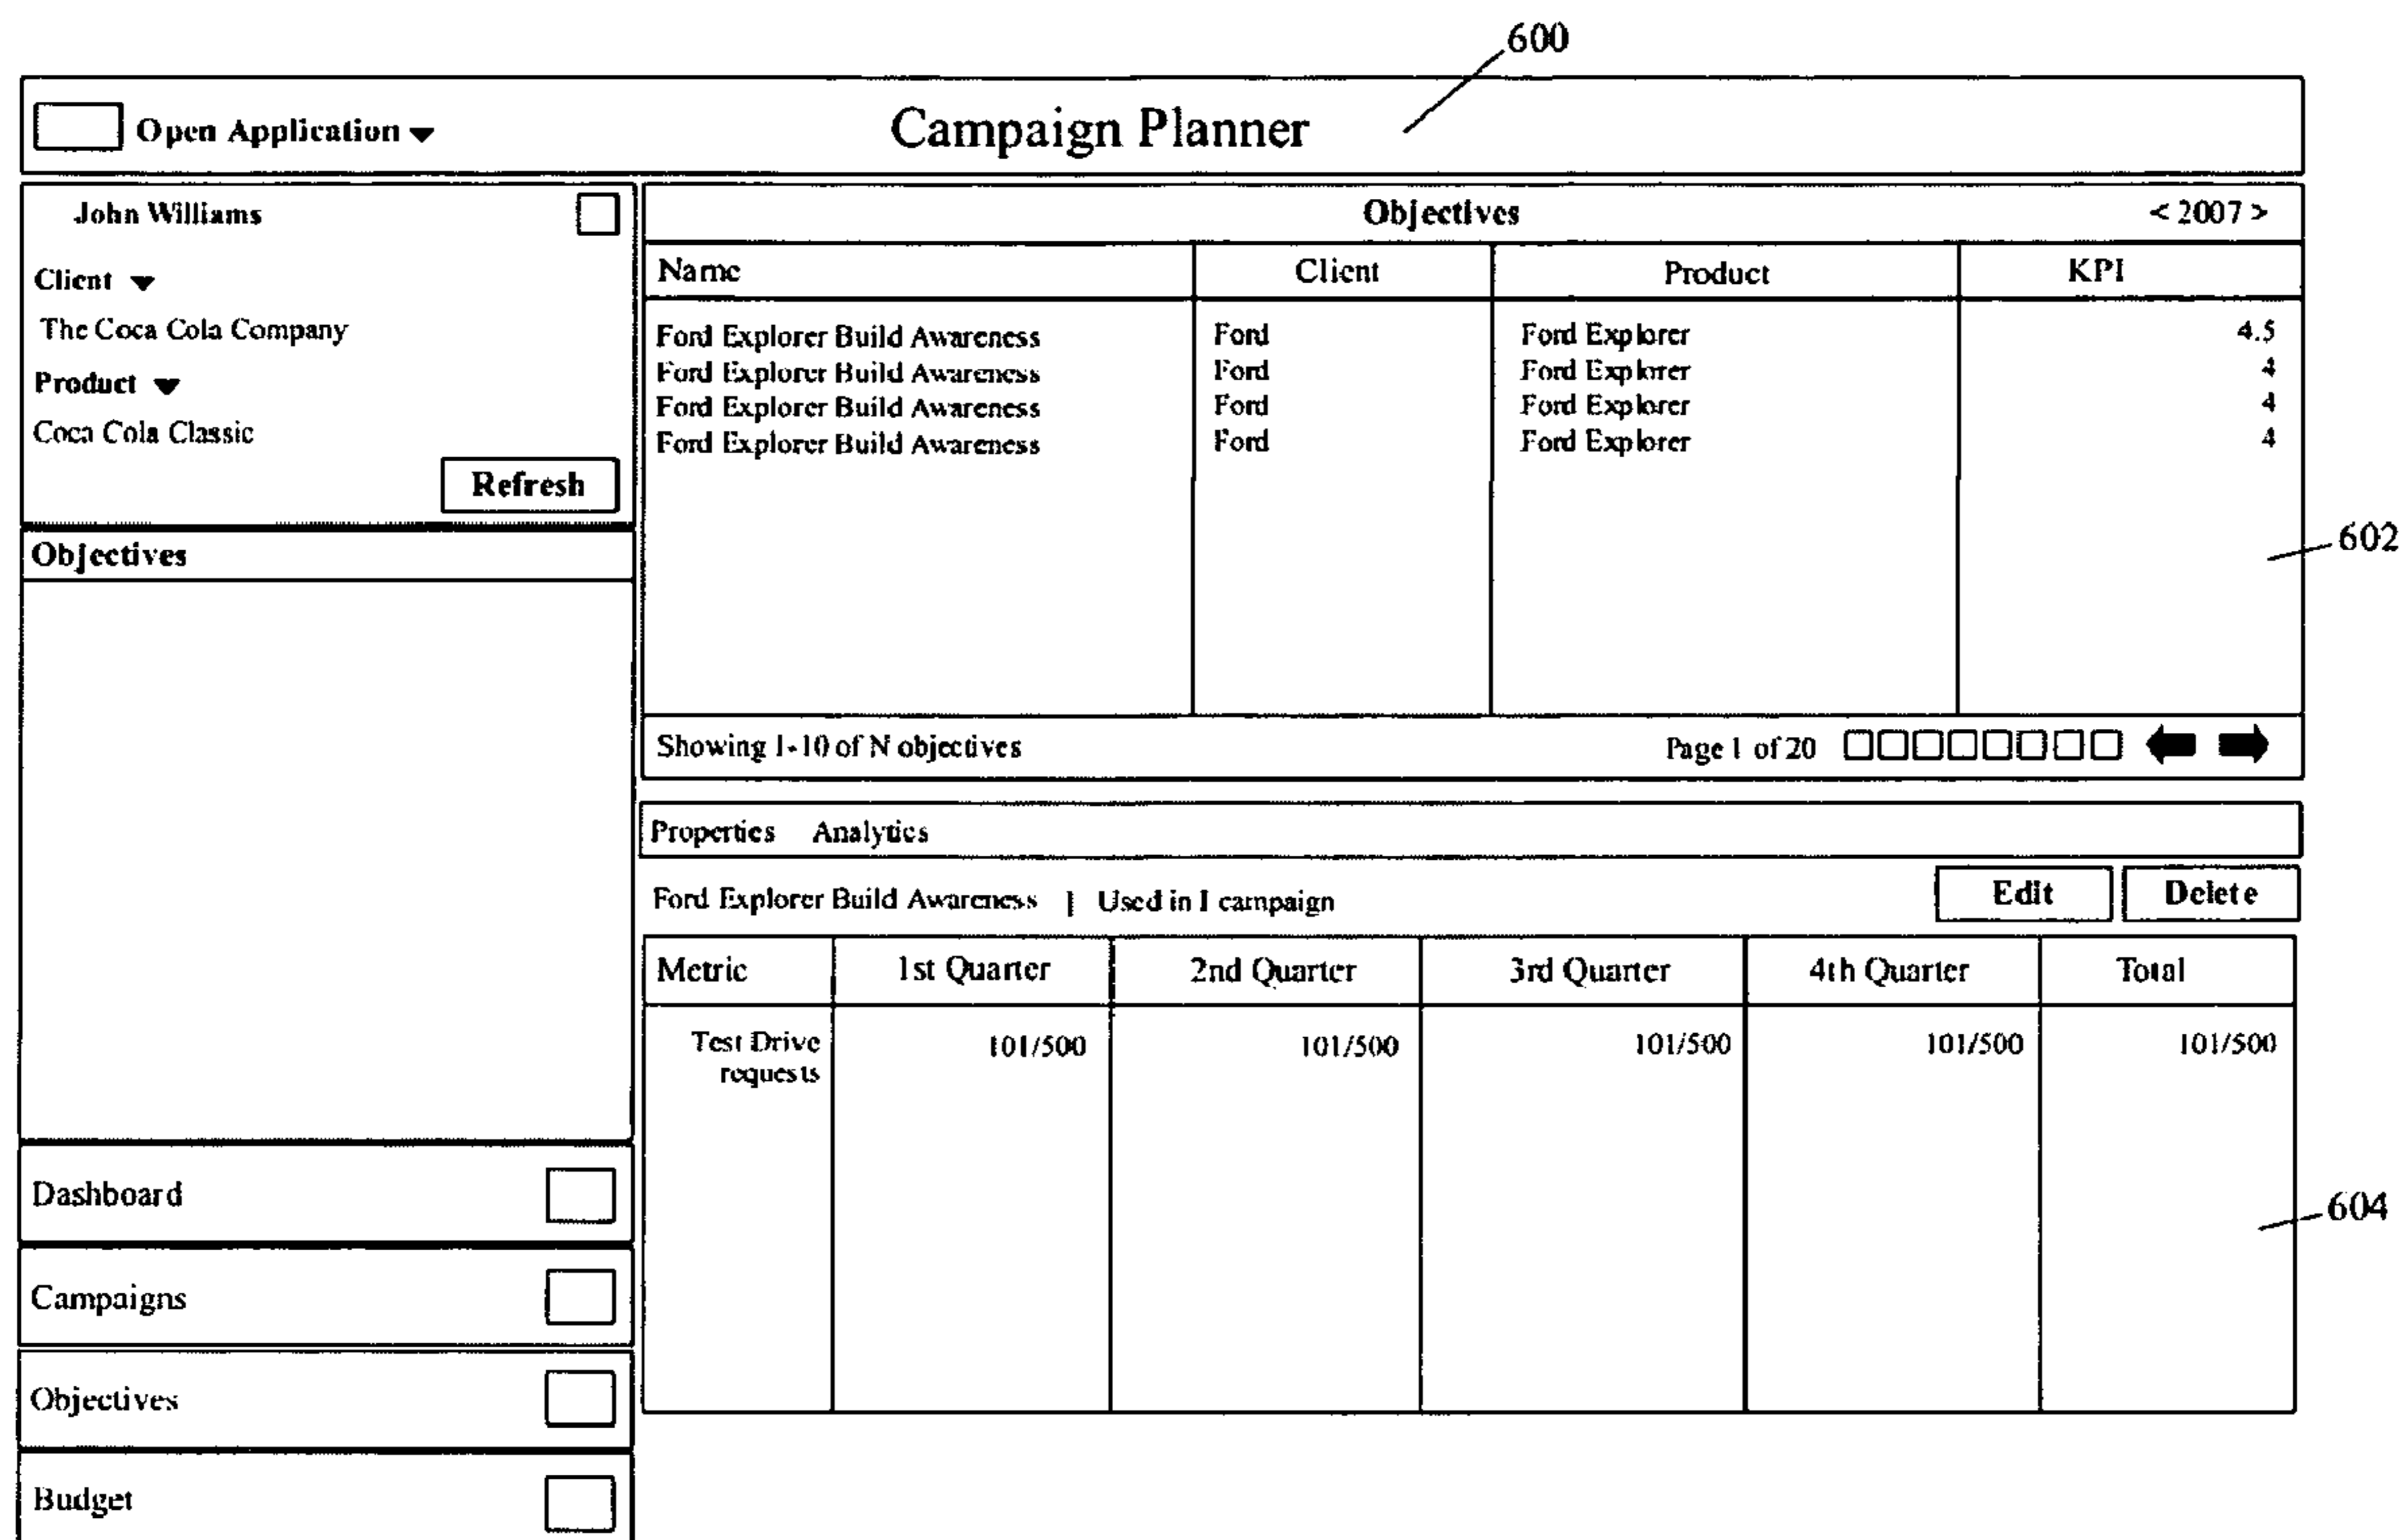 600
Open Application
Campaign Planner
John Williams
Client
The Coca Cola Company
Product
Coca Cola Classic
Refresh
Objectives
Dashboard
Campaigns
Objectives
Budget
Objectives < 2007 >
Name Client Product KPI
Ford Explorer Build Awareness Ford Ford Explorer 4.5
Ford Explorer Build Awareness Ford Ford Explorer 4
Ford Explorer Build Awareness Ford Ford Explorer 4
Ford Explorer Build Awareness Ford Ford Explorer 4
602
Showing 1-10 of N objectives Page 1 of 20
Properties Analytics
Ford Explorer Build Awareness | Used in 1 campaign Edit Delete
Metric 1st Quarter 2nd Quarter 3rd Quarter 4th Quarter Total
Test Drive 101/500 101/500 101/500 101/500 101/500
requests
604